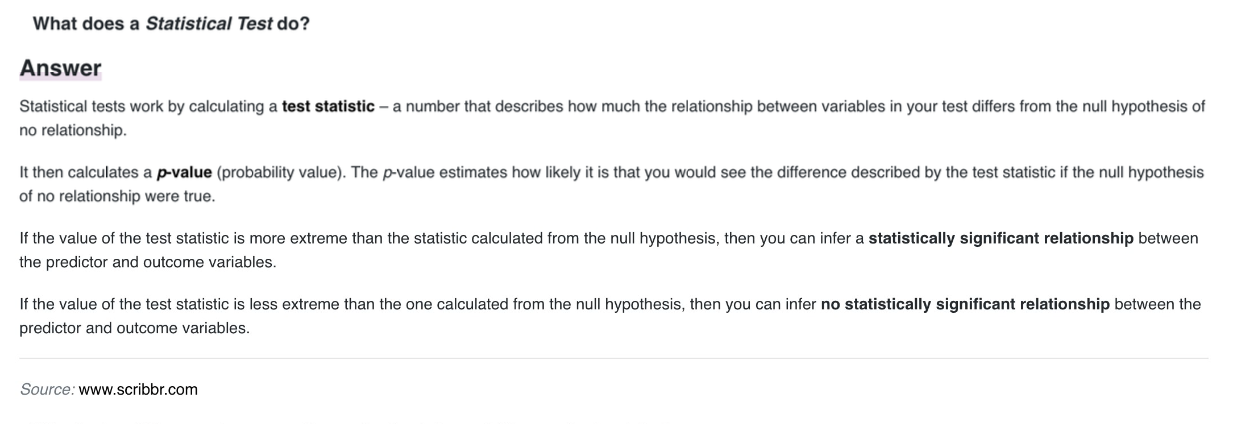 What does a Statistical Test do?
Answer
Statistical tests work by calculating a test statistic – a number that describes how much the relationship between variables in your test differs from the null hypothesis of
no relationship.
It then calculates a p-value (probability value). The p-value estimates how likely it is that you would see the difference described by the test statistic if the null hypothesis
of no relationship were true.
If the value of the test statistic is more extreme than the statistic calculated from the null hypothesis, then you can infer a statistically significant relationship between
the predictor and outcome variables.
If the value of the test statistic is less extreme than the one calculated from the null hypothesis, then you can infer no statistically significant relationship between the
predictor and outcome variables.
Source: www.scribbr.com